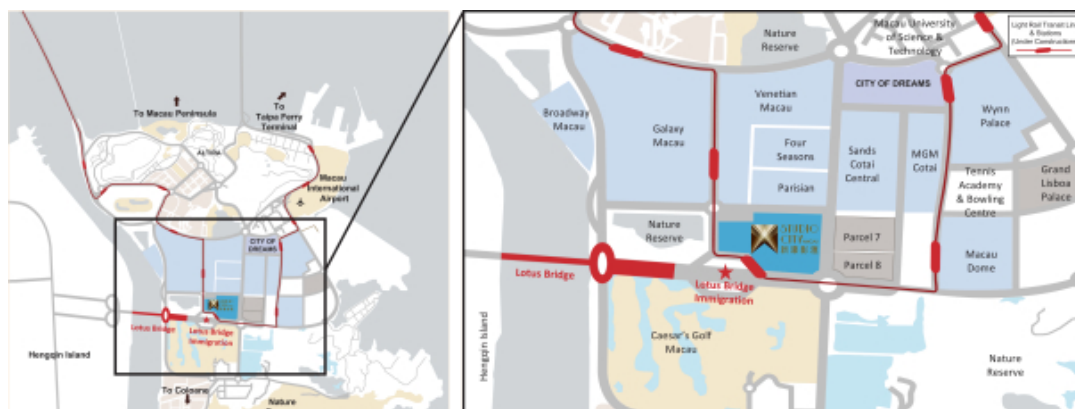 To Macau Peninsula
To
Taipa Ferry
Terminal
ALTIRA
Macau
International
Airport
CITY OF
DREAMS
Lotus Bridge
Lotus Bridge
Immigration
Hengqin Island
To Coloane
Nature
Light Rail Transit Line
& Stations
(Under Construction)
Macau University
of Science &
Technology
Nature
Reserve
CITY OF DREAMS
Broadway
Macau
Venetian
Macau
Wynn
Palace
Galaxy
Macau
Four
Seasons
Sands
Cotai
Central
MGM
Cotai
Parisian
Tennis
Academy
& Bowling
Centre
Grand
Lisboa
Palace
Nature
Reserve
STUDIO
CITY
Parcel 7
Parcel 8
Macau
Dome
Lotus Bridge
Lotus Bridge
Immigration
Hengqin Island
Caesar's Golf
Macau
Nature
Reserve